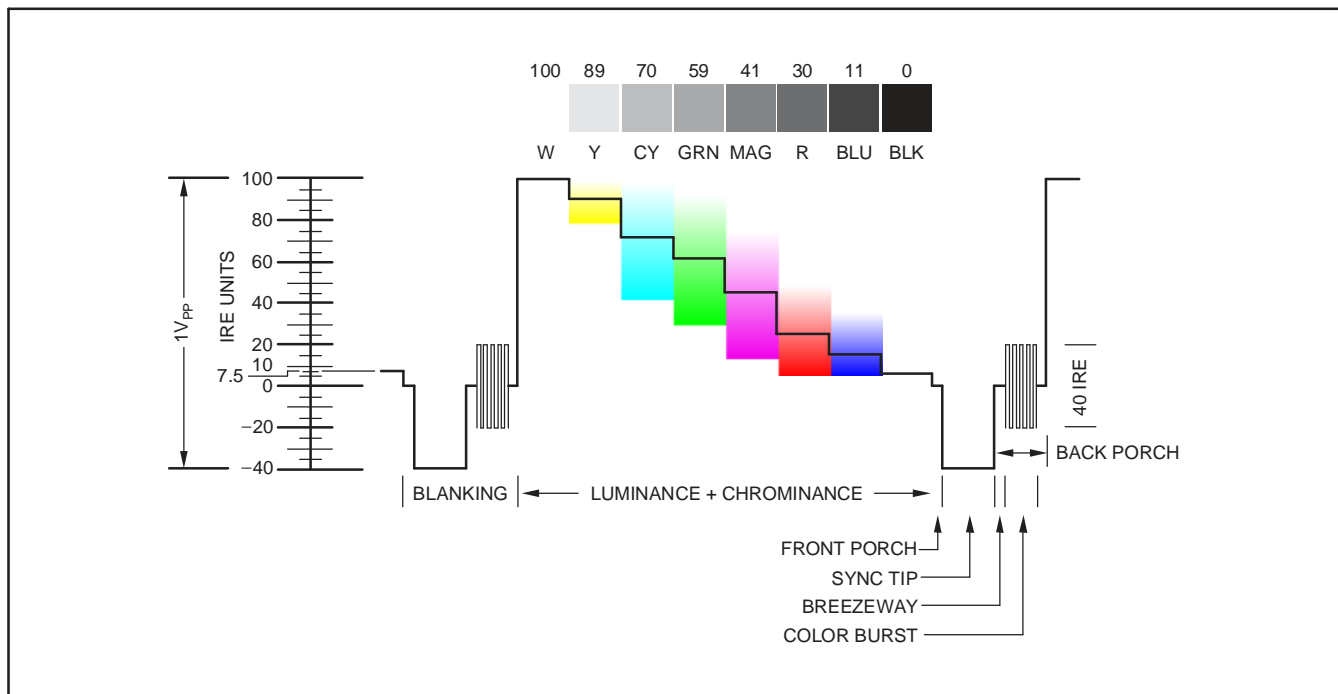 100 89 70 59 41 30 11 0
W Y CY GRN MAG R BLU BLK
1VPP
IRE UNITS
100
80
60
40
20
10
7.5
0
−20
−40
40 IRE
BACK PORCH
BLANKING
LUMINANCE + CHROMINANCE
FRONT PORCH
SYNC TIP
BREEZEWAY
COLOR BURST